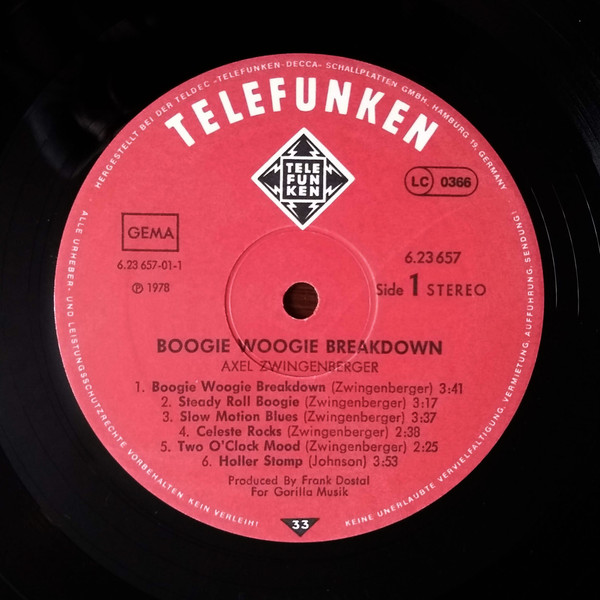 HERGESTELLT BEI DER TELDEC »TELEFUNKEN-DECCA« SCHALLPLATTEN GMBH, HAMBURG 19, GERMANY
TELEFUNKEN
TELE
FUN
KEN
LC 0366
GEMA
6.23 657-01-1
Ⓟ 1978
6.23657
Side 1 STEREO
BOOGIE WOOGIE BREAKDOWN
AXEL ZWINGENBERGER
1. Boogie Woogie Breakdown (Zwingenberger) 3:41
2. Steady Roll Boogie (Zwingenberger) 3:17
3. Slow Motion Blues (Zwingenberger) 3:37
4. Celeste Rocks (Zwingenberger) 2:38
5. Two O'Clock Mood (Zwingenberger) 2:25
6. Holler Stomp (Johnson) 3:53
Produced By Frank Dostal
For Gorilla Musik
ALLE URHEBER- UND LEISTUNGSSCHUTZRECHTE VORBEHALTEN. KEIN VERLEIH!
33
KEINE UNERLAUBTE VERVIELFÄLTIGUNG, VERMIETUNG, AUFFÜHRUNG, SENDUNG!